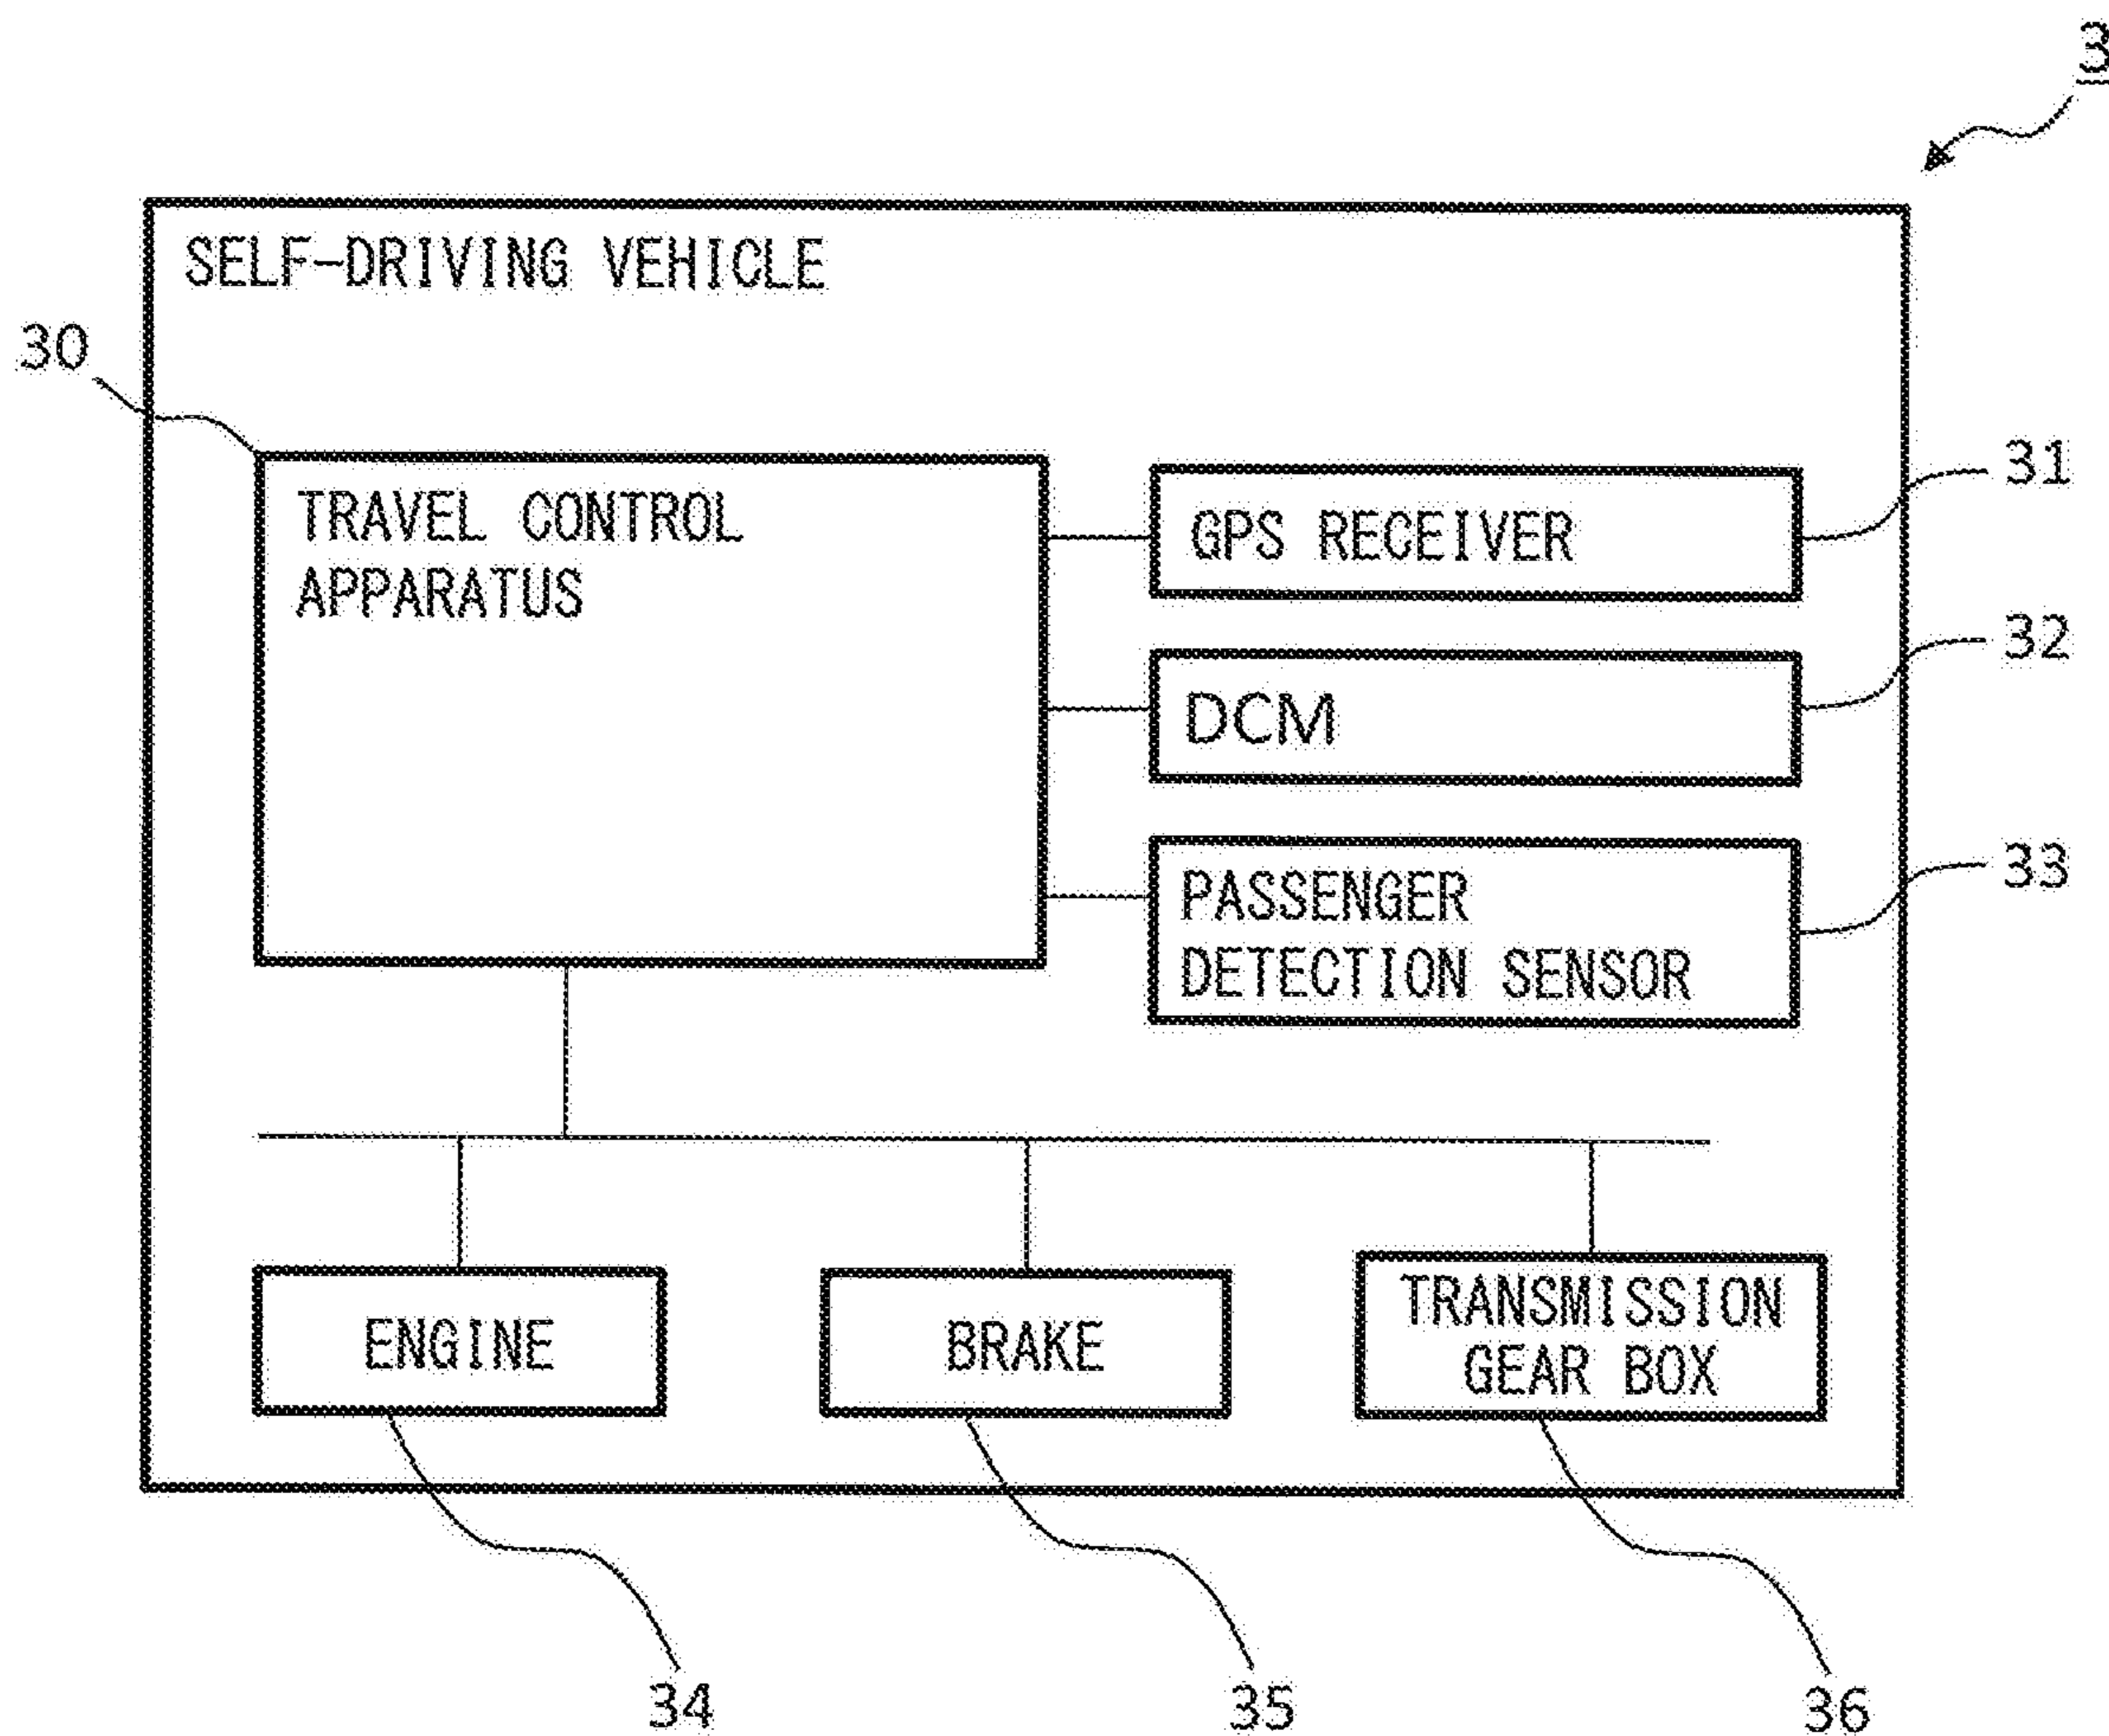 3
SELF-DRIVING VEHICLE
30
TRAVEL CONTROL
APPARATUS
GPS RECEIVER
31
DCM
32
PASSENGER
DETECTION SENSOR
33
ENGINE
BRAKE
TRANSMISSION
GEAR BOX
34
35
36